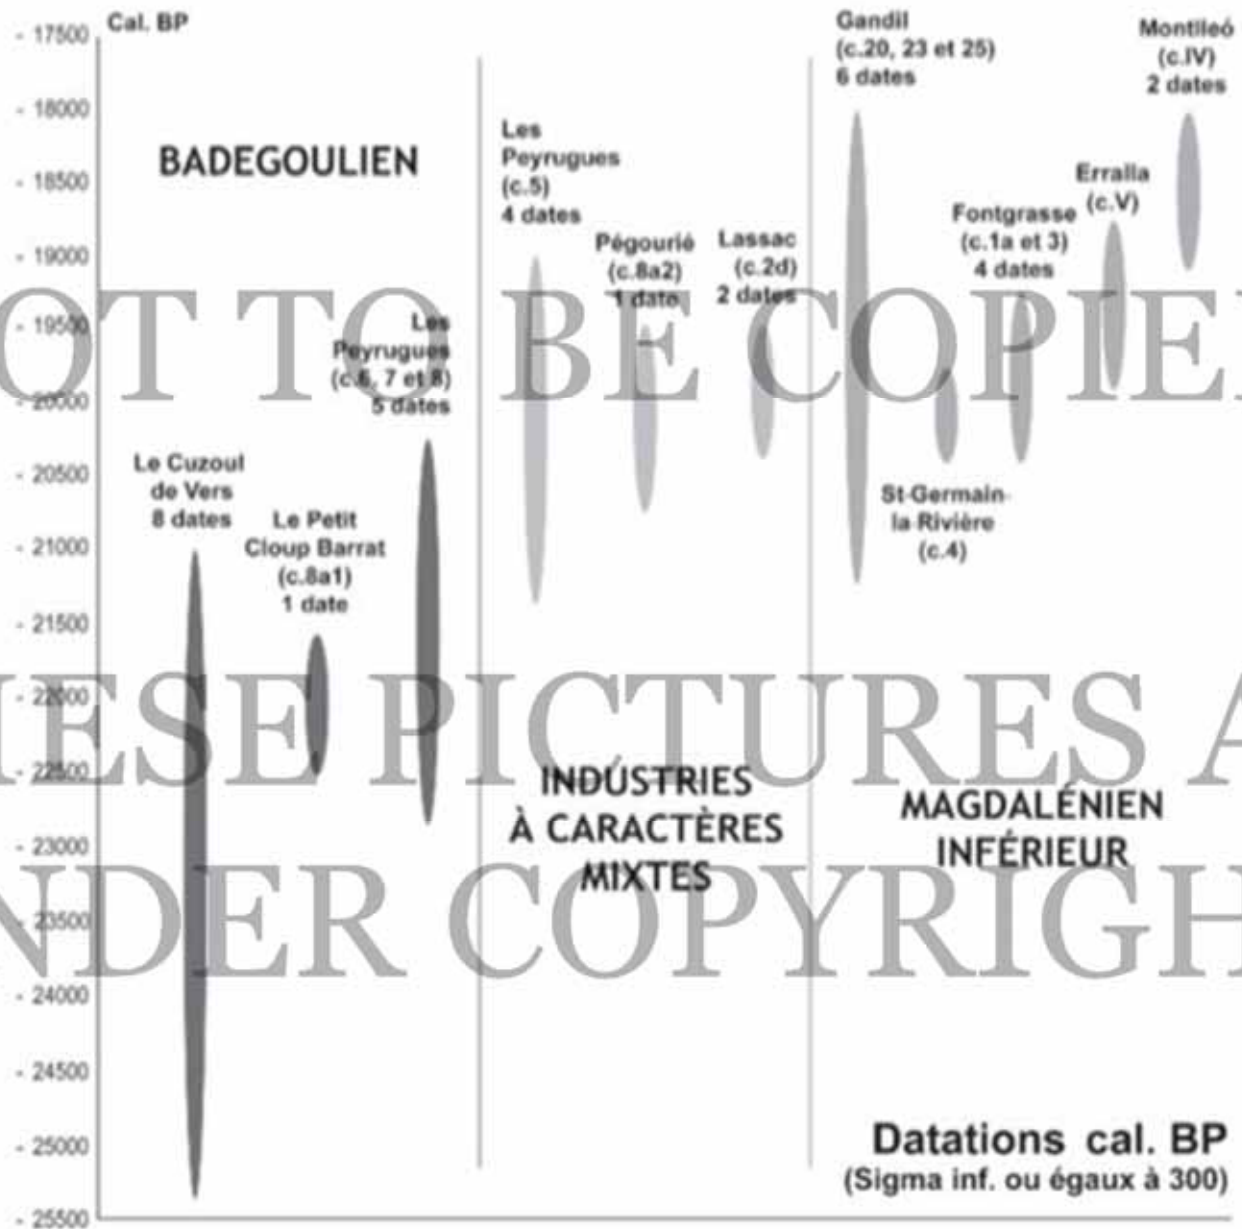 Cal. BP
- 17500
- 18000
- 18500
- 19000
- 19500
- 20000
- 20500
- 21000
- 21500
- 22000
- 22500
- 23000
- 23500
- 24000
- 24500
- 25000
- 25500
BADEGOULIEN
Le Cuzoul
de Vers
8 dates
Le Petit
Cloup Barrat
(c.8a1)
1 date
Les
Peyrugues
(c.6, 7 et 8)
5 dates
Les
Peyrugues
(c.5)
4 dates
Pégourié
(c.8a2)
1 date
Lassac
(c.2d)
2 dates
INDÚSTRIES
À CARACTÈRES
MIXTES
Gandil
(c.20, 23 et 25)
6 dates
St-Germain-
la-Rivière
(c.4)
Fontgrasse
(c.1a et 3)
4 dates
Erralla
(c.V)
Montlleó
(c.IV)
2 dates
MAGDALÉNIEN
INFÉRIEUR
Datations cal. BP
(Sigma inf. ou égaux à 300)
OT TO BE COPIE
IESE PICTURES A
NDER COPYRIGH